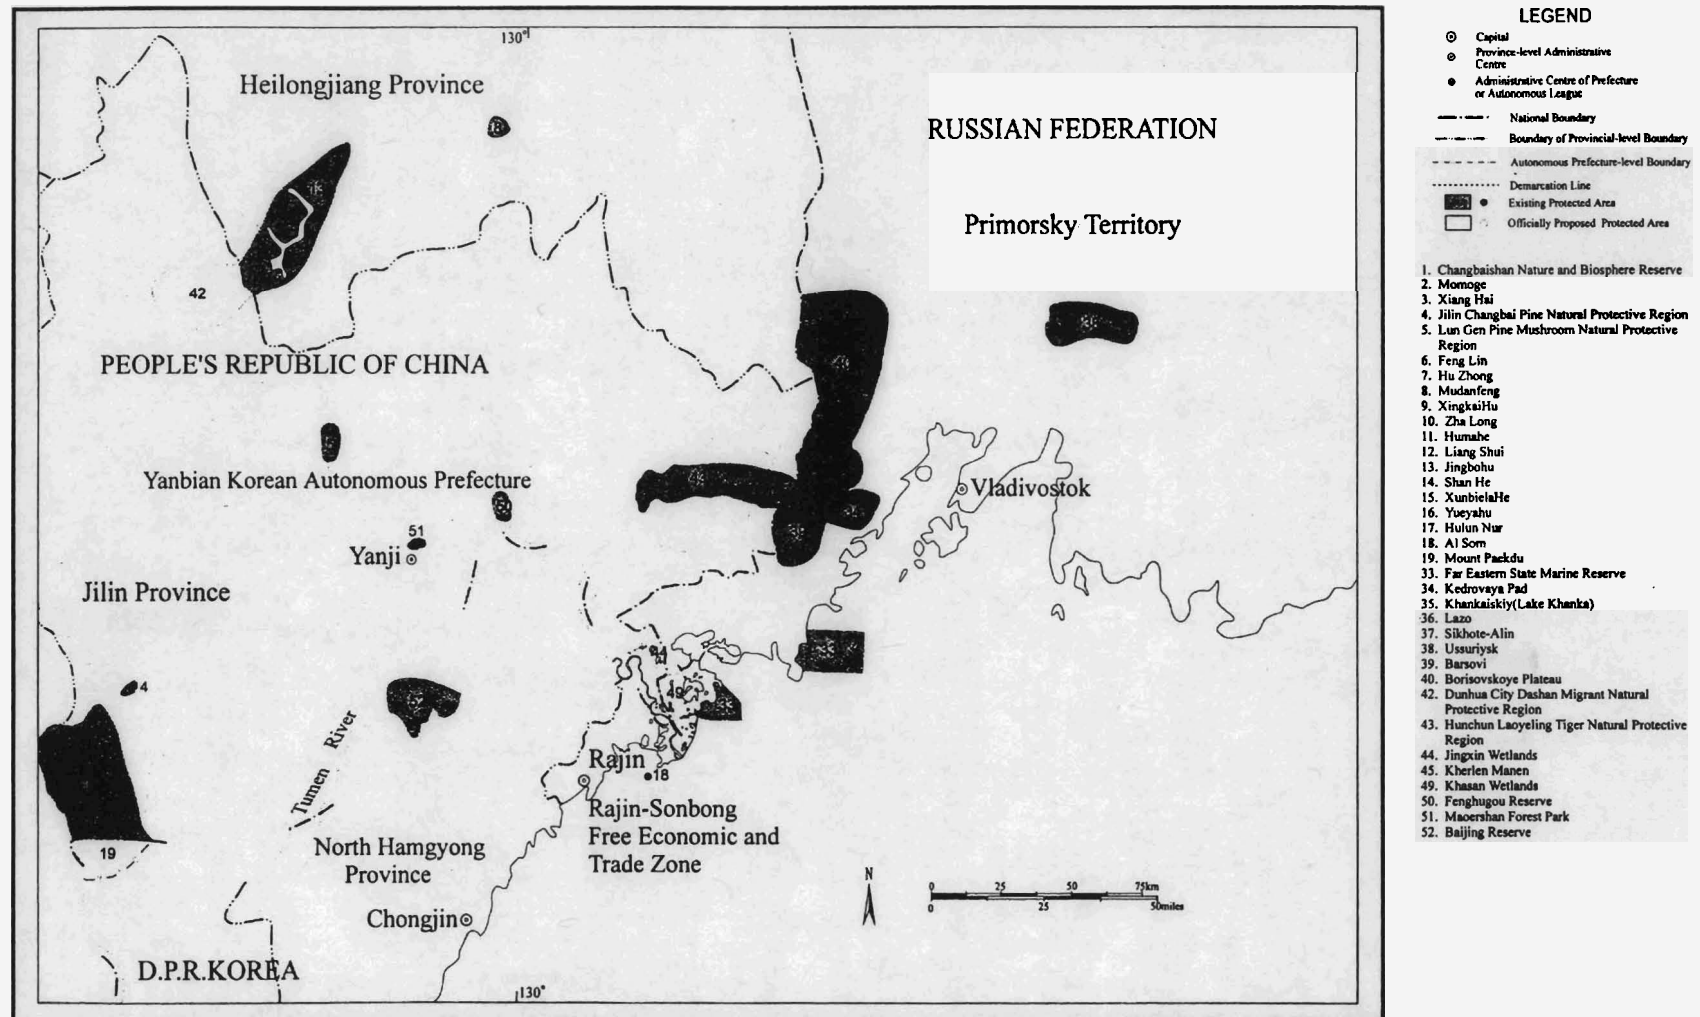 130°
Heilongjiang Province
8
RUSSIAN FEDERATION
13
Primorsky Territory
42
38
PEOPLE'S REPUBLIC OF CHINA
40
Yanbian Korean Autonomous Prefecture
43
Vladivostok
51
Yanji
Jilin Province
44
33
4
49
33
Tumen River
Rajin
18
Rajin-Sonbong
Free Economic and
Trade Zone
19
North Hamgyong
Province
N
0 25 50 75km
0 25 50miles
Chongjin
D.P.R.KOREA
130°
LEGEND
Capital
Province-level Administrative
Centre
Administrative Centre of Prefecture
or Autonomous League
National Boundary
Boundary of Provincial-level Boundary
Autonomous Prefecture-level Boundary
Demarcation Line
Existing Protected Area
Officially Proposed Protected Area
1. Changbaishan Nature and Biosphere Reserve
2. Momoge
3. Xiang Hai
4. Jilin Changbai Pine Natural Protective Region
5. Lun Gen Pine Mushroom Natural Protective
Region
6. Feng Lin
7. Hu Zhong
8. Mudanfeng
9. XingkaiHu
10. Zha Long
11. Humahe
12. Liang Shui
13. Jingbohu
14. Shan He
15. XunbielaHe
16. Yueyahu
17. Hulun Nur
18. Al Som
19. Mount Paekdu
33. Far Eastern State Marine Reserve
34. Kedrovaya Pad
35. Khankaiskiy(Lake Khanka)
36. Lazo
37. Sikhote-Alin
38. Ussuriysk
39. Barsovi
40. Borisovskoye Plateau
42. Dunhua City Dashan Migrant Natural
Protective Region
43. Hunchun Laoyeling Tiger Natural Protective
Region
44. Jingxin Wetlands
45. Kherlen Manen
49. Khasan Wetlands
50. Fenghugou Reserve
51. Maoershan Forest Park
52. Baijing Reserve